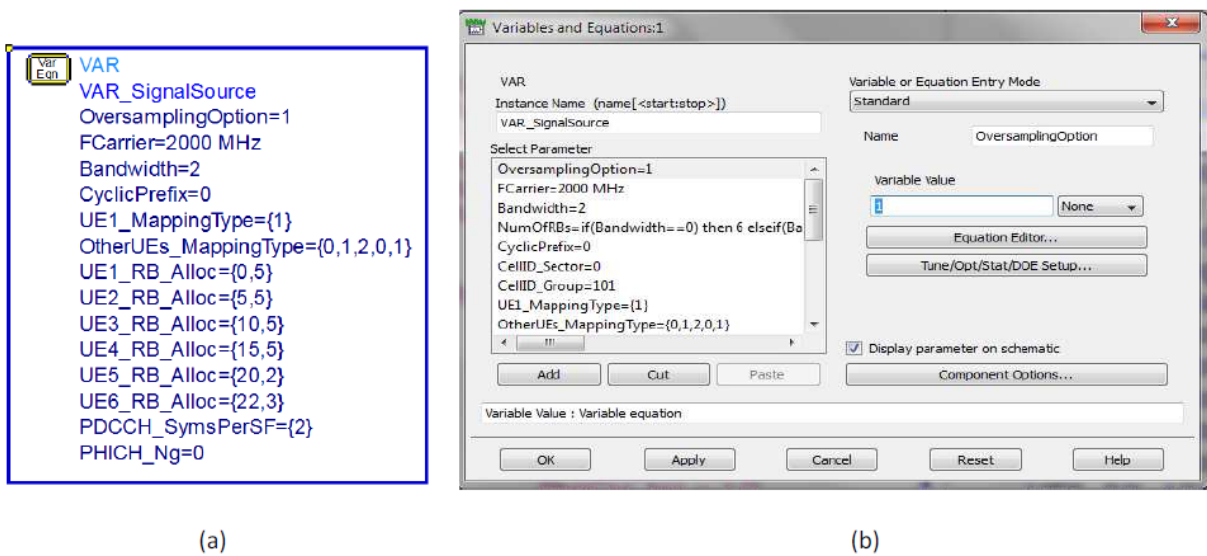 Var
Eqn
VAR
VAR_SignalSource
OversamplingOption=1
FCarrier=2000 MHz
Bandwidth=2
CyclicPrefix=0
UE1_MappingType={1}
OtherUEs_MappingType={0,1,2,0,1}
UE1_RB_Alloc={0,5}
UE2_RB_Alloc={5,5}
UE3_RB_Alloc={10,5}
UE4_RB_Alloc={15,5}
UE5_RB_Alloc={20,2}
UE6_RB_Alloc={22,3}
PDCCH_SymsPerSF={2}
PHICH_Ng=0
(a)
Variables and Equations:1
VAR
Instance Name (name[<start:stop>])
VAR_SignalSource
Select Parameter
OversamplingOption=1
FCarrier=2000 MHz
Bandwidth=2
NumOfRBs=if(Bandwidth==0) then 6 elseif(Ba
CyclicPrefix=0
CellID_Sector=0
CellID_Group=101
UE1_MappingType={1}
OtherUEs_MappingType={0,1,2,0,1}
Add Cut Paste
Variable or Equation Entry Mode
Standard
Name OversamplingOption
Variable Value
1 None
Equation Editor...
Tune/Opt/Stat/DOE Setup...
Display parameter on schematic
Component Options...
Variable Value : Variable equation
OK Apply Cancel Reset Help
(b)